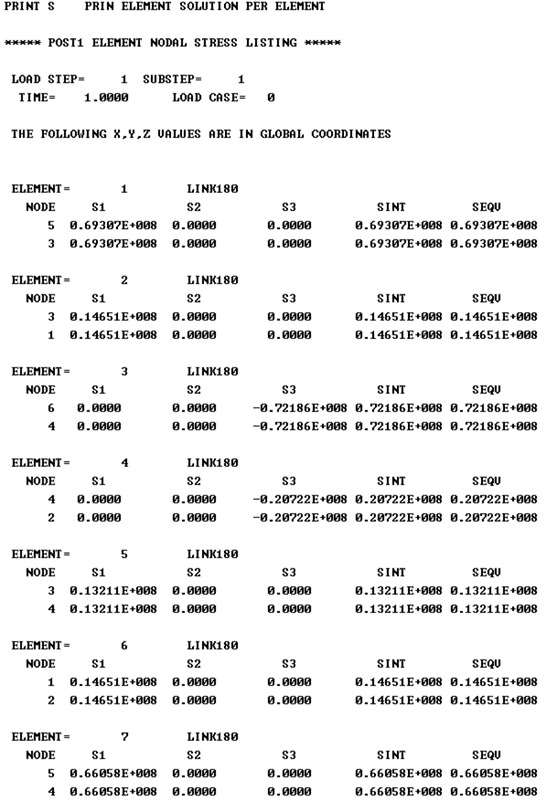 PRINT S PRIN ELEMENT SOLUTION PER ELEMENT
***** POST1 ELEMENT NODAL STRESS LISTING *****
LOAD STEP= 1 SUBSTEP= 1
TIME= 1.0000 LOAD CASE= 0
THE FOLLOWING X,Y,Z VALUES ARE IN GLOBAL COORDINATES
ELEMENT= 1 LINK180
NODE S1 S2 S3 SINT SEQV
5 0.69307E+008 0.0000 0.0000 0.69307E+008 0.69307E+008
3 0.69307E+008 0.0000 0.0000 0.69307E+008 0.69307E+008
ELEMENT= 2 LINK180
NODE S1 S2 S3 SINT SEQV
3 0.14651E+008 0.0000 0.0000 0.14651E+008 0.14651E+008
1 0.14651E+008 0.0000 0.0000 0.14651E+008 0.14651E+008
ELEMENT= 3 LINK180
NODE S1 S2 S3 SINT SEQV
6 0.0000 0.0000 -0.72186E+008 0.72186E+008 0.72186E+008
4 0.0000 0.0000 -0.72186E+008 0.72186E+008 0.72186E+008
ELEMENT= 4 LINK180
NODE S1 S2 S3 SINT SEQV
4 0.0000 0.0000 -0.20722E+008 0.20722E+008 0.20722E+008
2 0.0000 0.0000 -0.20722E+008 0.20722E+008 0.20722E+008
ELEMENT= 5 LINK180
NODE S1 S2 S3 SINT SEQV
3 0.13211E+008 0.0000 0.0000 0.13211E+008 0.13211E+008
4 0.13211E+008 0.0000 0.0000 0.13211E+008 0.13211E+008
ELEMENT= 6 LINK180
NODE S1 S2 S3 SINT SEQV
1 0.14651E+008 0.0000 0.0000 0.14651E+008 0.14651E+008
2 0.14651E+008 0.0000 0.0000 0.14651E+008 0.14651E+008
ELEMENT= 7 LINK180
NODE S1 S2 S3 SINT SEQV
5 0.66058E+008 0.0000 0.0000 0.66058E+008 0.66058E+008
4 0.66058E+008 0.0000 0.0000 0.66058E+008 0.66058E+008